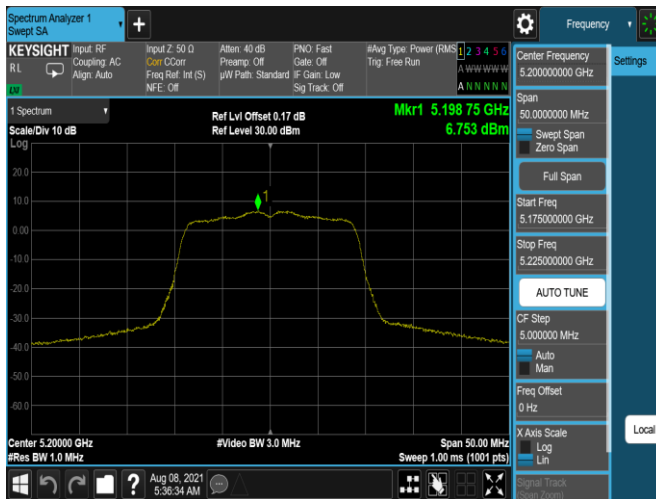 Spectrum Analyzer 1
Swept SA
Frequency
KEYSIGHT
RL
LXI
Input: RF
Coupling: AC
Align: Auto
Input Z: 50 Ω
Corr CCorr
Freq Ref: Int (S)
NFE: Off
Atten: 40 dB
Preamp: Off
µW Path: Standard
PNO: Fast
Gate: Off
IF Gain: Low
Sig Track: Off
#Avg Type: Power (RMS
Trig: Free Run
1 2 3 4 5 6
A W W W W W
A N N N N N
1 Spectrum
Scale/Div 10 dB
Log
Ref Lvl Offset 0.17 dB
Ref Level 30.00 dBm
Mkr1 5.198 75 GHz
6.753 dBm
1
20.0
10.0
0.00
-10.0
-20.0
-30.0
-40.0
-50.0
-60.0
Center 5.20000 GHz
#Res BW 1.0 MHz
#Video BW 3.0 MHz
Span 50.00 MHz
Sweep 1.00 ms (1001 pts)
Aug 08, 2021
5:36:34 AM
Center Frequency
5.200000000 GHz
Span
50.0000000 MHz
Swept Span
Zero Span
Full Span
Start Freq
5.175000000 GHz
Stop Freq
5.225000000 GHz
AUTO TUNE
CF Step
5.000000 MHz
Auto
Man
Freq Offset
0 Hz
X Axis Scale
Log
Lin
Signal Track
(Span Zoom)
Settings
Local